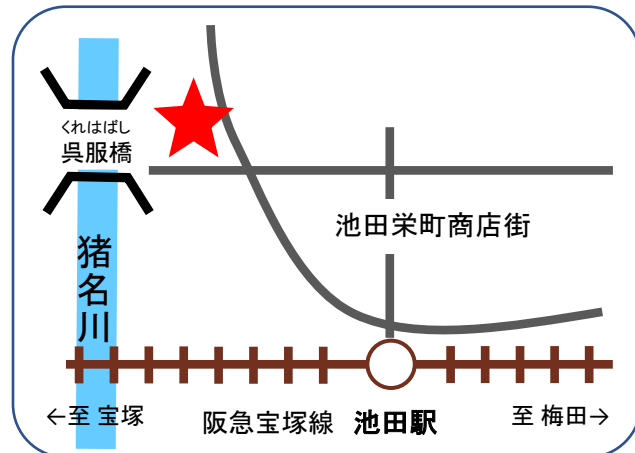 くれはばし
呉服橋
池田栄町商店街
猪名川
←至 宝塚
阪急宝塚線
池田駅
至 梅田→